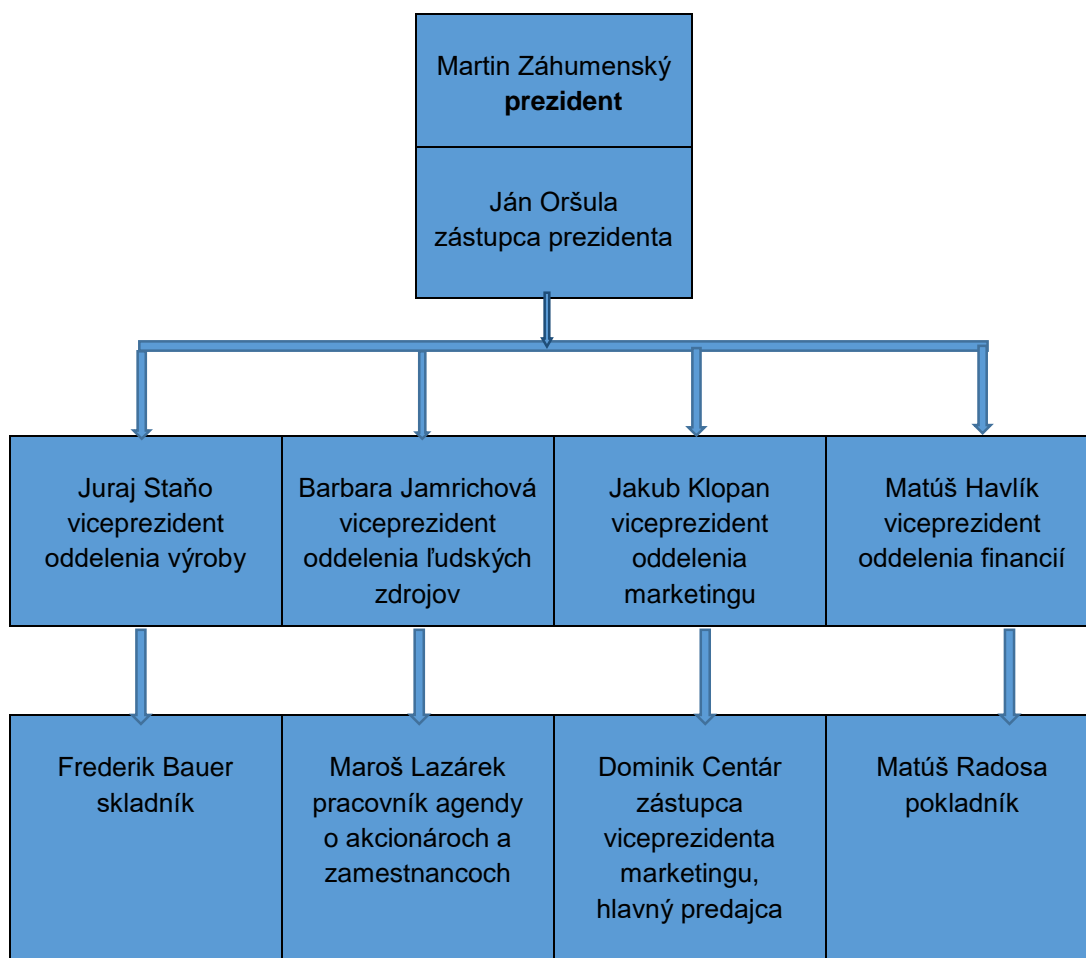 Martin Záhumenský
prezident
Ján Oršula
zástupca prezidenta
Juraj Staňo
viceprezident
oddelenia výroby
Barbara Jamrichová
viceprezident
oddelenia ľudských
zdrojov
Jakub Klopan
viceprezident
oddelenia
marketingu
Matúš Havlík
viceprezident
oddelenia financií
Frederik Bauer
skladník
Maroš Lazárek
pracovník agendy
o akcionároch a
zamestnancoch
Dominik Centár
zástupca
viceprezidenta
marketingu,
hlavný predajca
Matúš Radosa
pokladník